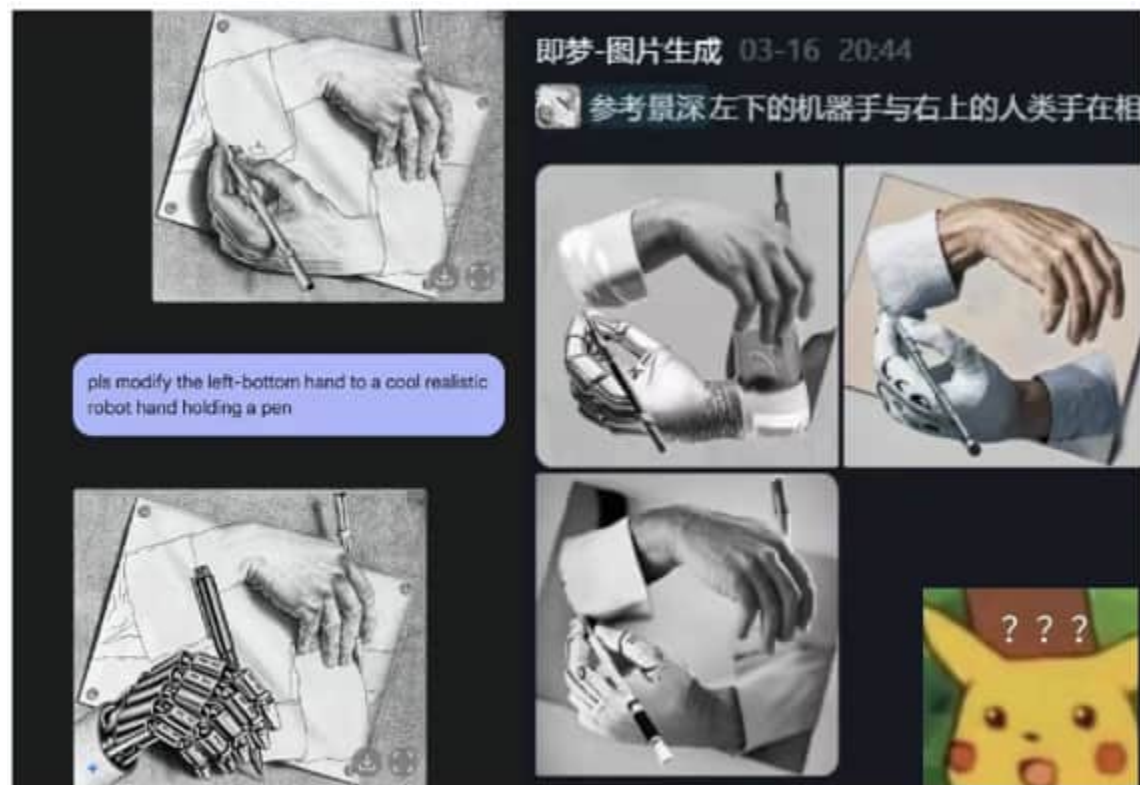 pls modify the left-bottom hand to a cool realistic
robot hand holding a pen
即梦-图片生成 03-16 20:44
参考景深左下的机器手与右上的人类手在相
? ? ?